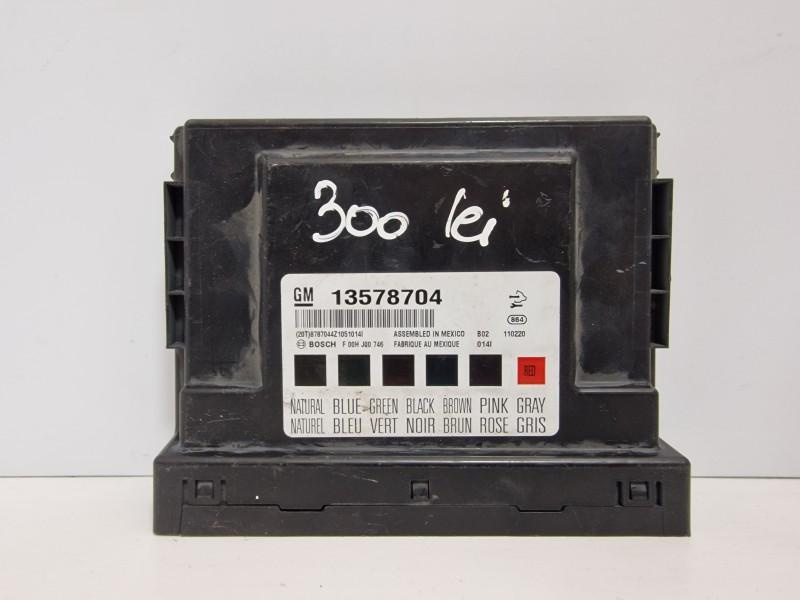 300 lei
GM 13578704
(20T)8787044Z1051014I ASSEMBLED IN MEXICO B02 110220
864
BOSCH F 00H J00 746 FABRIQUE AU MEXIQUE 014I
RED
NATURAL BLUE GREEN BLACK BROWN PINK GRAY
NATUREL BLEU VERT NOIR BRUN ROSE GRIS